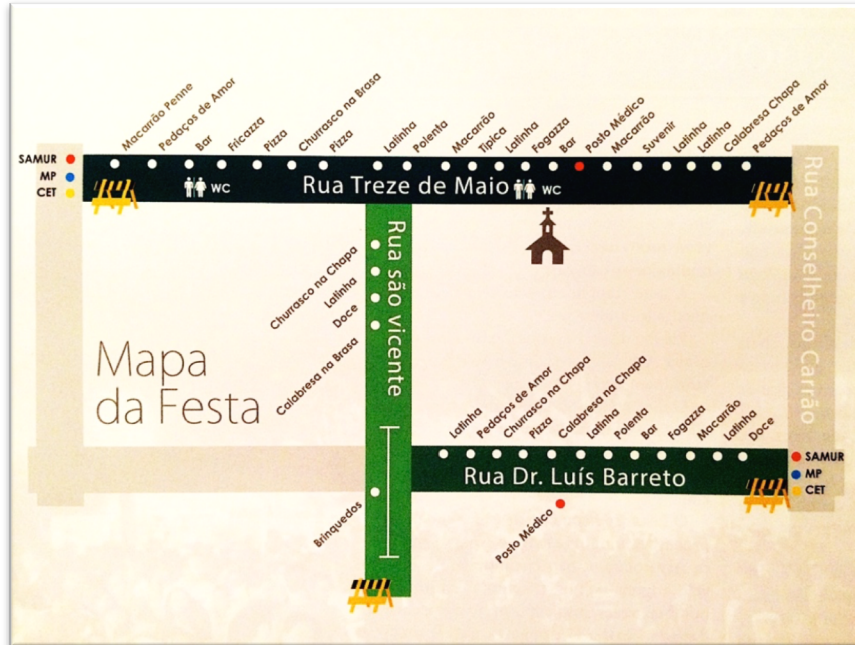 Macarrão Penne
Pedaços de Amor
Bar
Fricazza
Pizza
Churrasco na Brasa
Pizza
Latinha
Polenta
Macarrão
Tipica
Latinha
Fogazza
Bar
Posto Médico
Macarrão
Suvenir
Latinha
Latinha
Calabresa Chapa
Pedaços de Amor
SAMUR
MP
CET
WC
Rua Treze de Maio
WC
Rua Conselheiro Carrão
Rua são vicente
Churrasco na Chapa
Latinha
Doce
Calabresa na Brasa
Mapa
da Festa
Latinha
Pedaços de Amor
Churrasco na Chapa
Pizza
Calabresa na Chapa
Latinha
Polenta
Bar
Fogazza
Macarrão
Latinha
Doce
Rua Dr. Luís Barreto
SAMUR
MP
CET
Brinquedos
Posto Médico